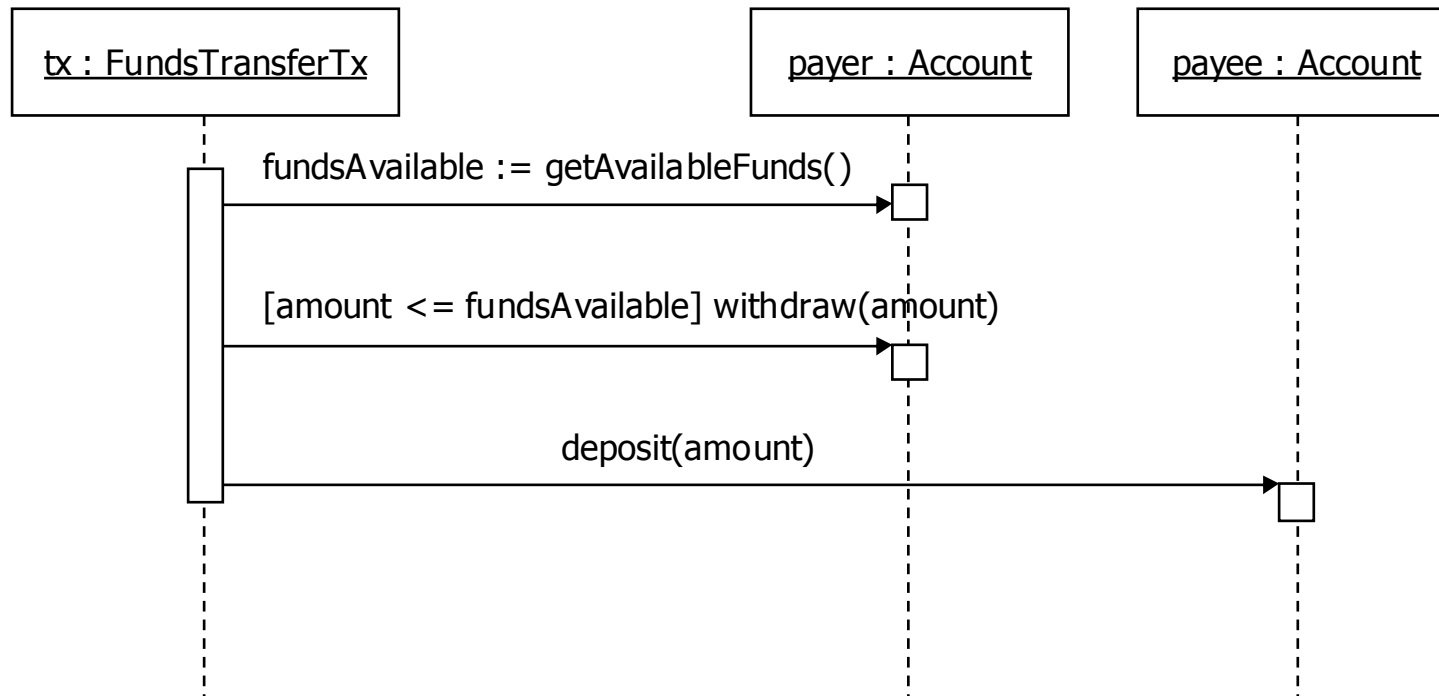 tx : FundsTransferTx
payer : Account
payee : Account
fundsAvailable := getAvailableFunds()
[amount <= fundsAvailable] withdraw(amount)
deposit(amount)